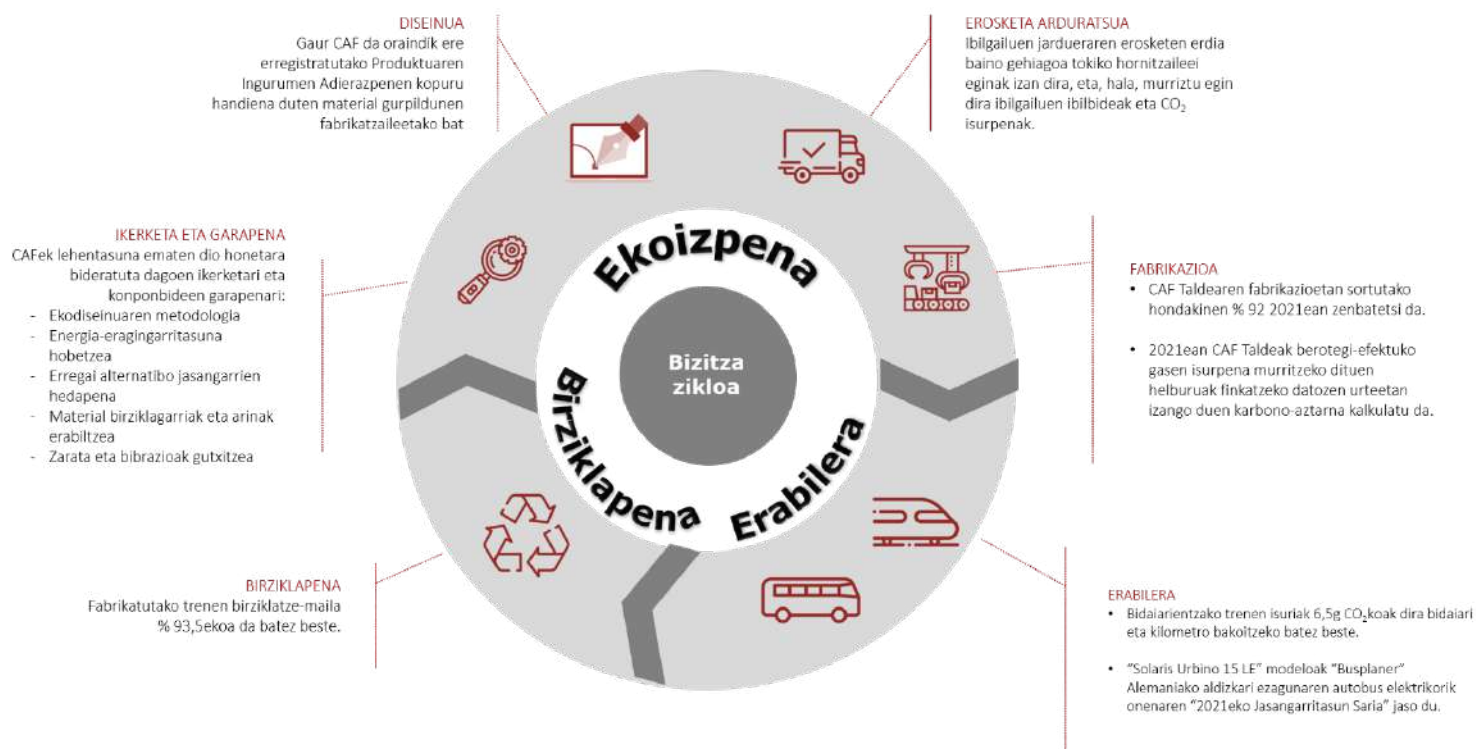 DISEINUA
Gaur CAF da oraindik ere
erregistratutako Produktuaren
Ingurumen Adierazpenen kopuru
handiena duten material gurpildunen
fabrikatzaileetako bat
EROSKETA ARDURATSUA
Ibilgailuen jardueraren erosketen erdia
baino gehiagoa tokiko hornitzaileei
eginak izan dira, eta, hala, murriztu egin
dira ibilgailuen ibilbideak eta CO₂
isurpenak.
IKERKETA ETA GARAPENA
CAFek lehentasuna ematen dio honetara
bideratuta dagoen ikerketari eta
konponbideen garapenari:
- Ekodiseinuaren metodologia
- Energia-eragingarritasuna
hobetzea
- Erregai alternatibo jasangarrien
hedapena
- Material birziklagarriak eta arinak
erabiltzea
- Zarata eta bibrazioak gutxitzea
FABRIKAZIOA
• CAF Taldearen fabrikazioetan sortutako
hondakinen % 92 2021ean zenbatetsi da.
• 2021ean CAF Taldeak berotegi-efektuko
gasen isurpena murritzeko dituen
helburuak finkatzeko datozen urteetan
izango duen karbono-aztarna kalkulatu da.
Ekoizpena
Bizitza
zikloa
Birziklapena
Erabilera
BIRZIKLAPENA
Fabrikatutako trenen birziklatze-maila
% 93,5ekoa da batez beste.
ERABILERA
• Bidaiarientzako trenen isuriak 6,5g CO₂koak dira bidaiari
eta kilometro bakoitzeko batez beste.
• "Solaris Urbino 15 LE" modeloak "Busplaner"
Alemaniako aldizkari ezagunaren autobus elektrikorik
onenaren "2021eko Jasangarritasun Saria" jaso du.